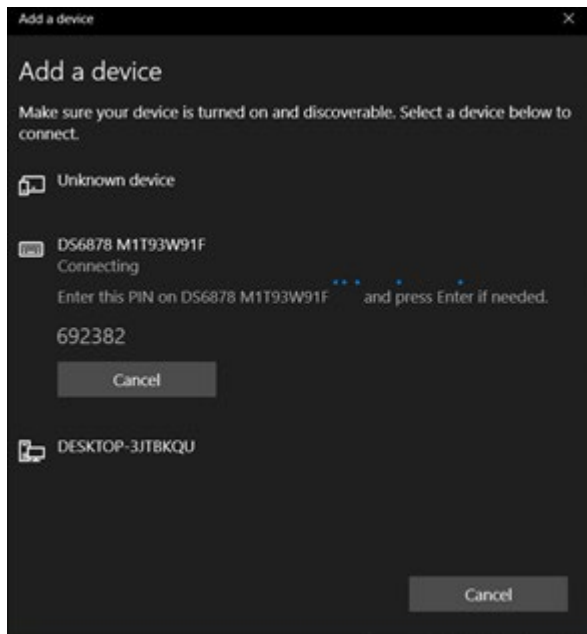 Add a device
Add a device
Make sure your device is turned on and discoverable. Select a device below to
connect.
Unknown device
DS6878 M1T93W91F
Connecting
Enter this PIN on DS6878 M1T93W91F and press Enter if needed.
692382
Cancel
DESKTOP-3JTBKQU
Cancel